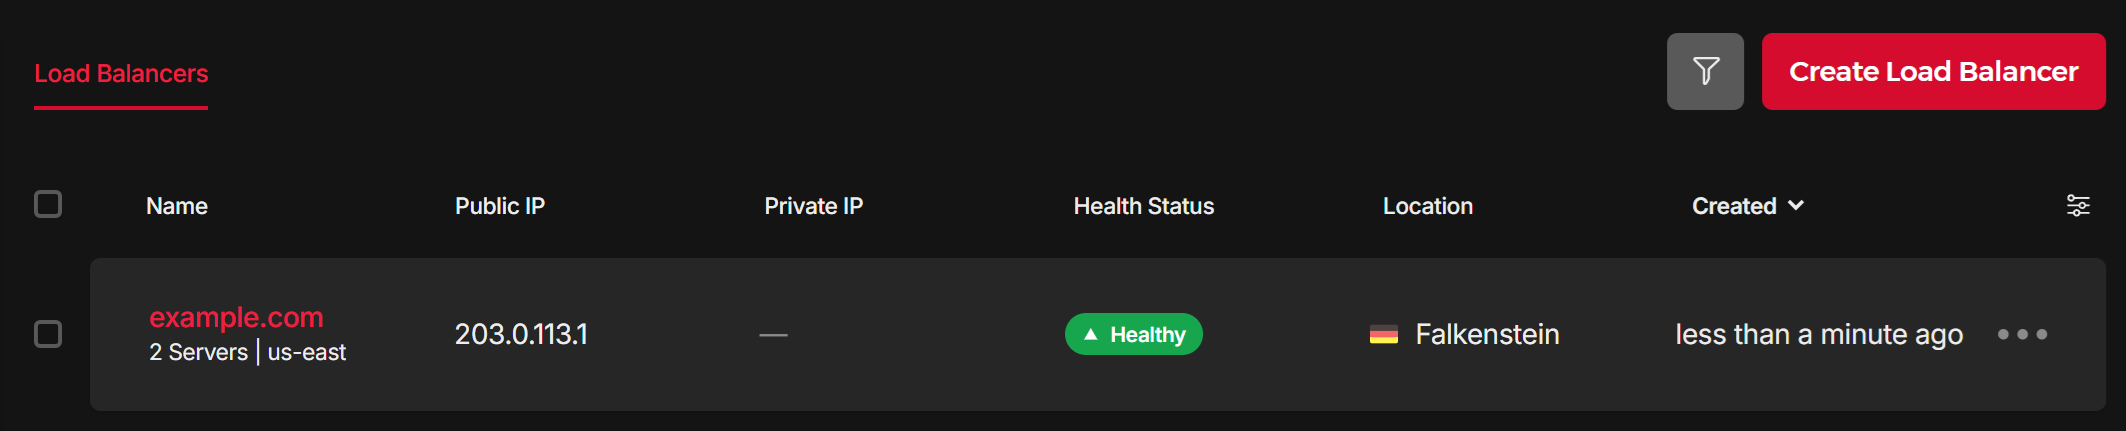 Load Balancers
Create Load Balancer
Name Public IP Private IP Health Status Location Created
example.com
2 Servers | us-east
203.0.113.1 — Healthy Falkenstein less than a minute ago